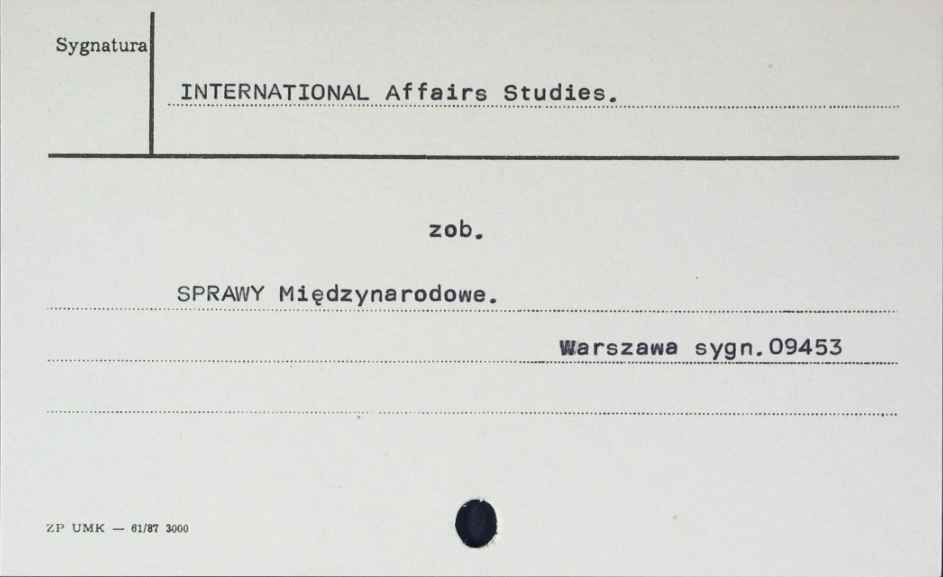 Sygnatura
INTERNATIONAL Affairs Studies.
zob.
SPRAWY Międzynarodowe.
Warszawa sygn.09453
ZP UMK — 61/87 3000